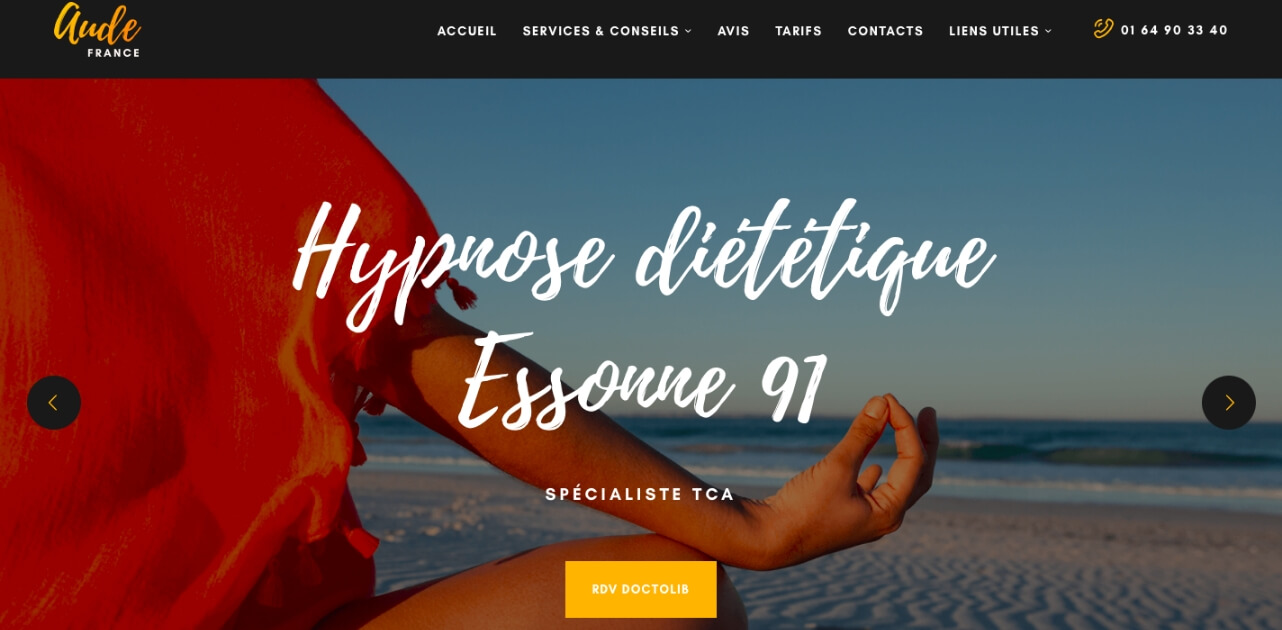 Aude
FRANCE
ACCUEIL SERVICES & CONSEILS AVIS TARIFS CONTACTS LIENS UTILES 01 64 90 33 40
Hypnose diététique
Essonne 91
SPÉCIALISTE TCA
RDV DOCTOLIB